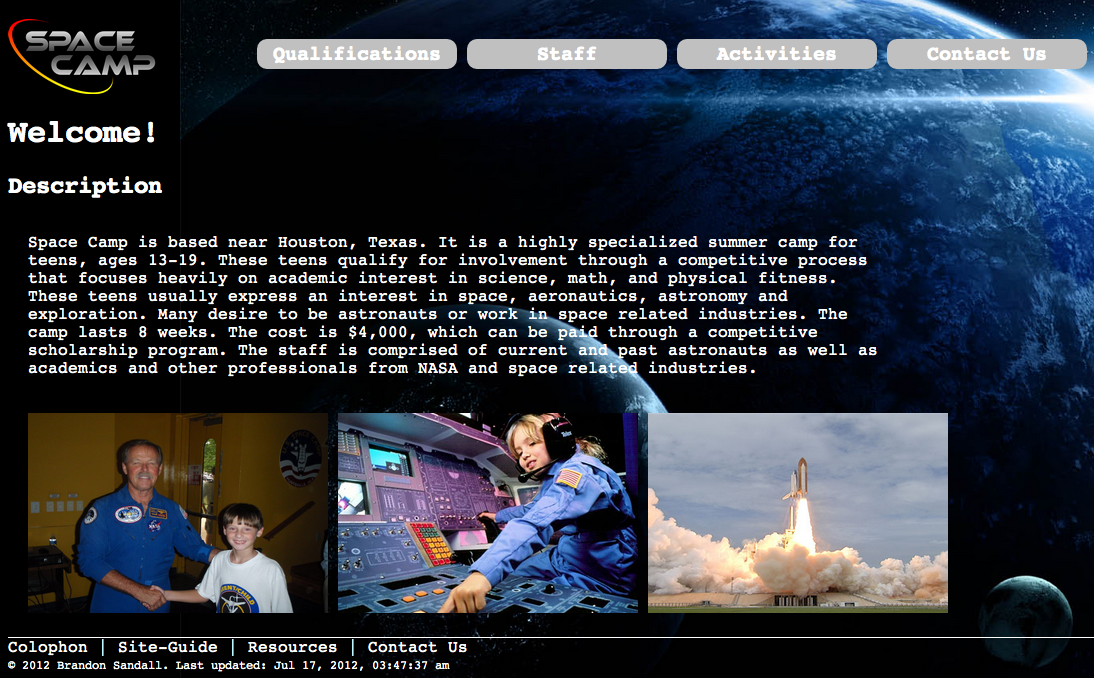 SPACE
CAMP
Qualifications
Staff
Activities
Contact Us
Welcome!
Description
Space Camp is based near Houston, Texas. It is a highly specialized summer camp for
teens, ages 13-19. These teens qualify for involvement through a competitive process
that focuses heavily on academic interest in science, math, and physical fitness.
These teens usually express an interest in space, aeronautics, astronomy and
exploration. Many desire to be astronauts or work in space related industries. The
camp lasts 8 weeks. The cost is $4,000, which can be paid through a competitive
scholarship program. The staff is comprised of current and past astronauts as well as
academics and other professionals from NASA and space related industries.
Colophon | Site-Guide | Resources | Contact Us
© 2012 Brandon Sandall. Last updated: Jul 17, 2012, 03:47:37 am